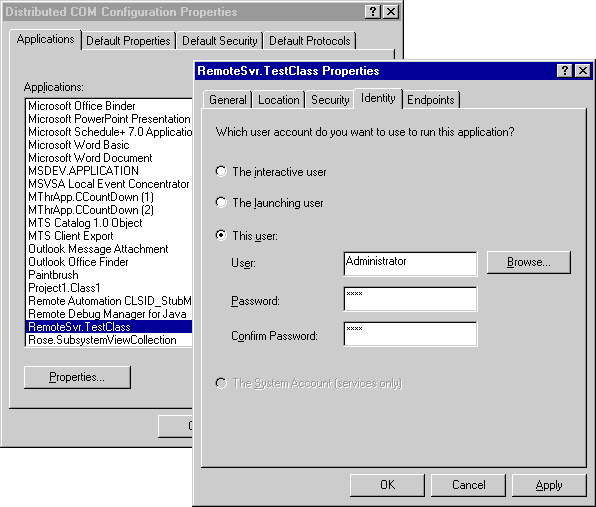 Distributed COM Configuration Properties
Applications Default Properties Default Security Default Protocols
Applications:
Microsoft Office Binder
Microsoft PowerPoint Presentation
Microsoft Schedule+ 7.0 Application
Microsoft Word Basic
Microsoft Word Document
MSDEV.APPLICATION
MSVSA Local Event Concentrator
MThrApp.CCountDown (1)
MThrApp.CCountDown (2)
MTS Catalog 1.0 Object
MTS Client Export
Outlook Message Attachment
Outlook Office Finder
Paintbrush
Project1.Class1
Remote Automation CLSID_StubM
Remote Debug Manager for Java
RemoteSvr.TestClass
Rose.SubsystemViewCollection
Properties...
RemoteSvr.TestClass Properties
General Location Security Identity Endpoints
Which user account do you want to use to run this application?
The interactive user
The launching user
This user:
User: Administrator Browse...
Password: ****
Confirm Password: ****
The System Account (services only)
OK Cancel Apply